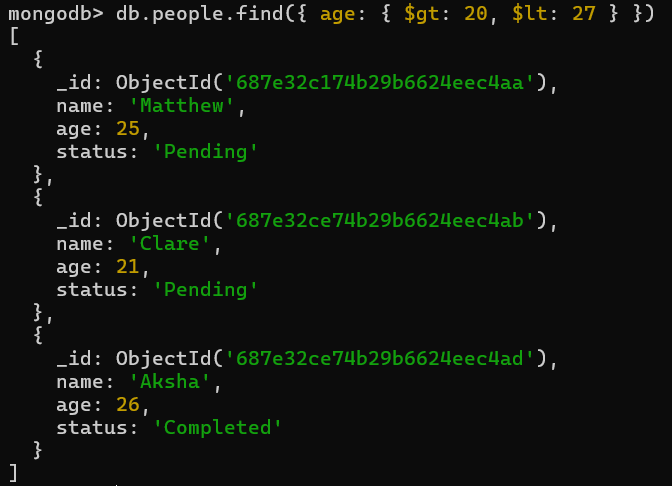 mongodb> db.people.find({ age: { $gt: 20, $lt: 27 } })
[
  {
    _id: ObjectId('687e32c174b29b6624eec4aa'),
    name: 'Matthew',
    age: 25,
    status: 'Pending'
  },
  {
    _id: ObjectId('687e32ce74b29b6624eec4ab'),
    name: 'Clare',
    age: 21,
    status: 'Pending'
  },
  {
    _id: ObjectId('687e32ce74b29b6624eec4ad'),
    name: 'Aksha',
    age: 26,
    status: 'Completed'
  }
]